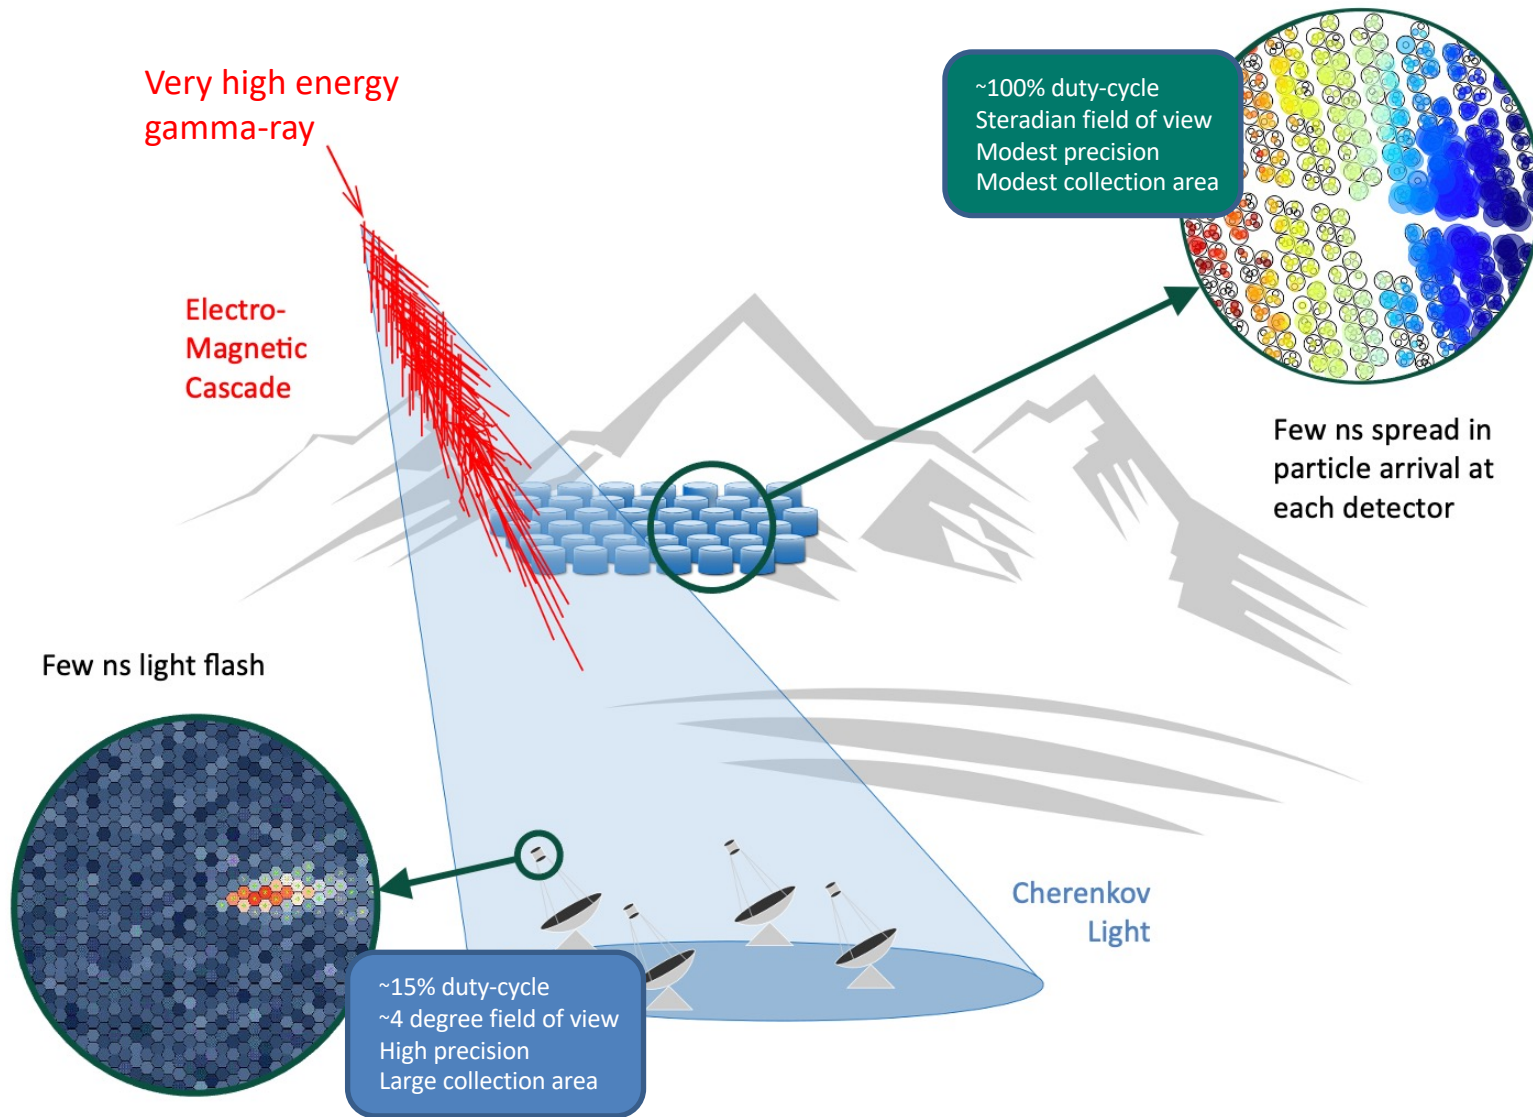 Very high energy
gamma-ray
~100% duty-cycle
Steradian field of view
Modest precision
Modest collection area
Electro-
Magnetic
Cascade
Few ns spread in
particle arrival at
each detector
Few ns light flash
Cherenkov
Light
~15% duty-cycle
~4 degree field of view
High precision
Large collection area